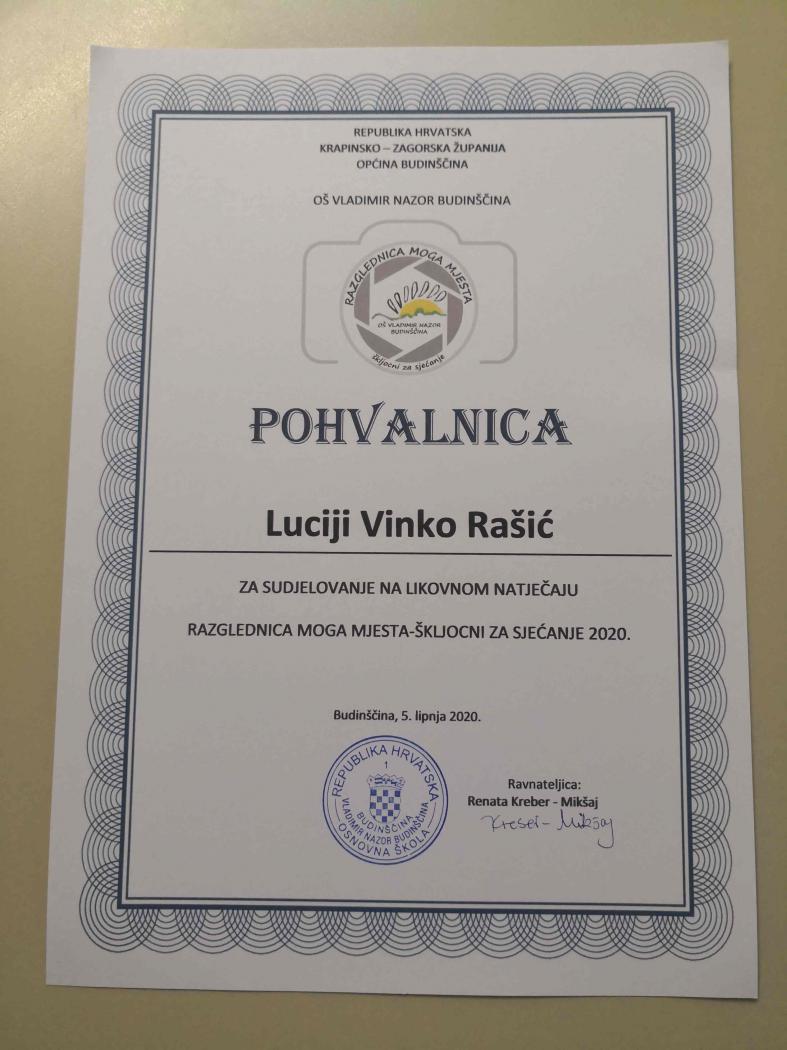 REPUBLIKA HRVATSKA
KRAPINSKO – ZAGORSKA ŽUPANIJA
OPĆINA BUDINŠČINA
OŠ VLADIMIR NAZOR BUDINŠČINA
RAZGLEDNICA MOGA MJESTA
OŠ VLADIMIR NAZOR
BUDINŠČINA
škljocni za sjećanje
POHVALNICA
Luciji Vinko Rašić
ZA SUDJELOVANJE NA LIKOVNOM NATJEČAJU
RAZGLEDNICA MOGA MJESTA-ŠKLJOCNI ZA SJEĆANJE 2020.
Budinščina, 5. lipnja 2020.
REPUBLIKA HRVATSKA
1
BUDINŠČINA
VLADIMIR NAZOR BUDINŠČINA
OSNOVNA ŠKOLA
Ravnateljica:
Renata Kreber - Mikšaj
Kreber - Mikšaj